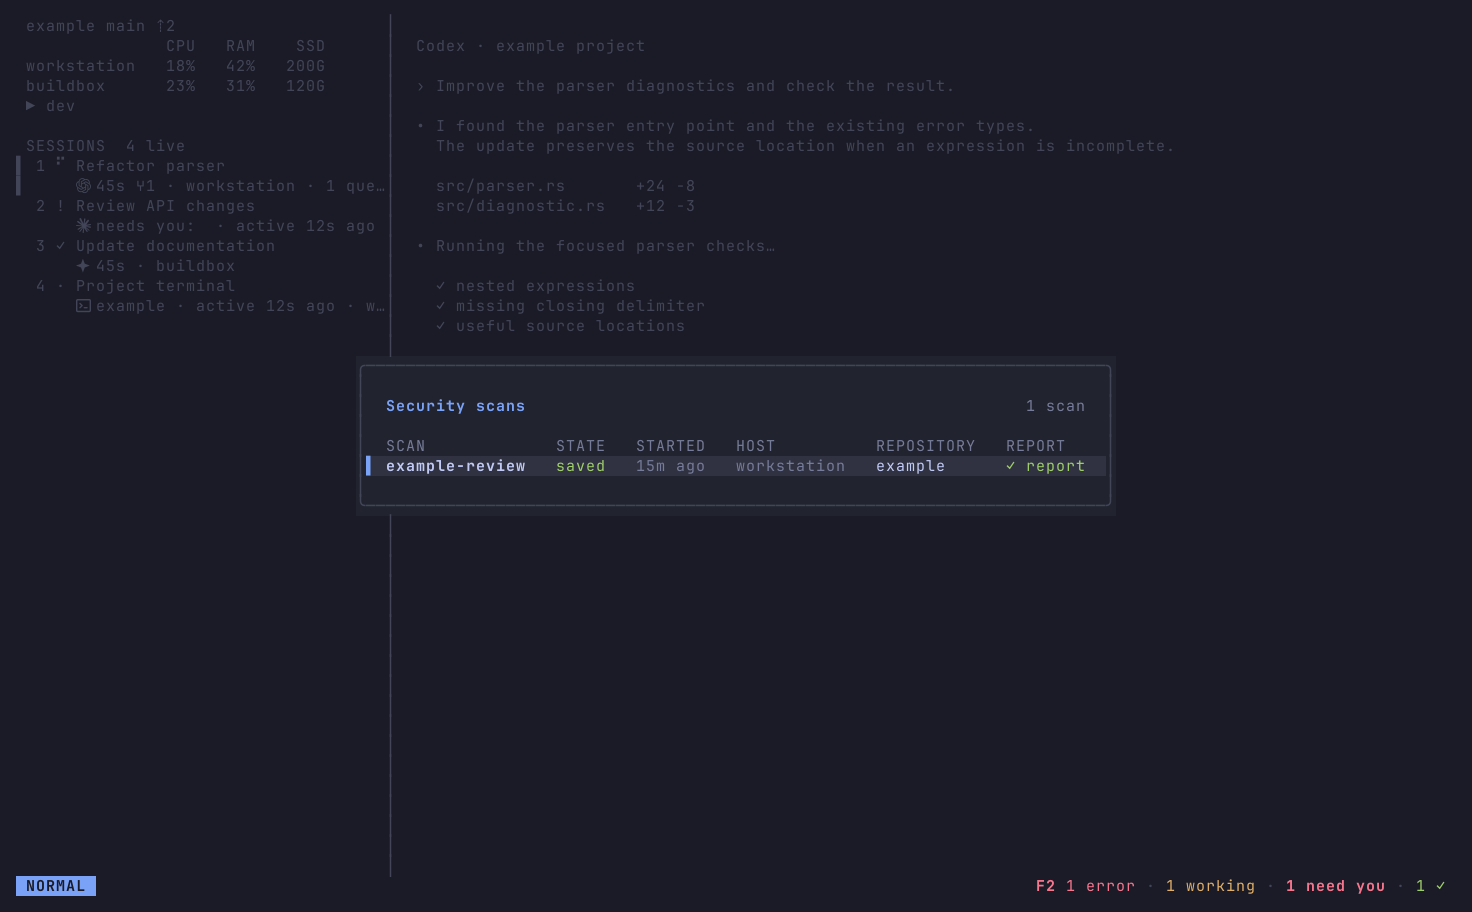 example main ↑2
CPU RAM SSD
workstation 18% 42% 200G
buildbox 23% 31% 120G
▶ dev
SESSIONS 4 live
1 ⠋ Refactor parser
45s ⑂1 · workstation · 1 que…
2 ! Review API changes
needs you: · active 12s ago
3 ✓ Update documentation
45s · buildbox
4 · Project terminal
example · active 12s ago · w…
Codex · example project
› Improve the parser diagnostics and check the result.
• I found the parser entry point and the existing error types.
The update preserves the source location when an expression is incomplete.
src/parser.rs +24 -8
src/diagnostic.rs +12 -3
• Running the focused parser checks…
✓ nested expressions
✓ missing closing delimiter
✓ useful source locations
Security scans 1 scan
SCAN STATE STARTED HOST REPOSITORY REPORT
example-review saved 15m ago workstation example ✓ report
NORMAL F2 1 error · 1 working · 1 need you · 1 ✓